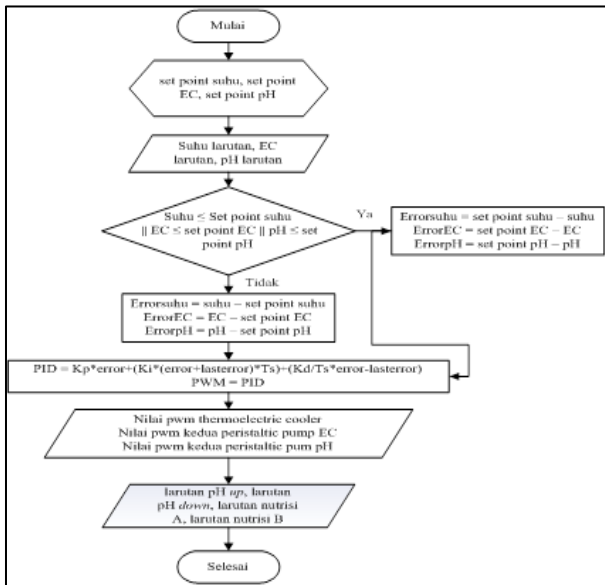 Mulai
set point suhu, set point
EC, set point pH
Suhu larutan, EC
larutan, pH larutan
Suhu ≤ Set point suhu
|| EC ≤ set point EC || pH ≤ set
point pH
Ya
Errorsuhu = set point suhu – suhu
ErrorEC = set point EC – EC
ErrorpH = set point pH – pH
Tidak
Errorsuhu = suhu – set point suhu
ErrorEC = EC – set point EC
ErrorpH = pH – set point pH
PID = Kp*error+(Ki*(error+lasterror)*Ts)+(Kd/Ts*error-lasterror)
PWM = PID
Nilai pwm thermoelectric cooler
Nilai pwm kedua peristaltic pump EC
Nilai pwm kedua peristaltic pum pH
larutan pH up, larutan
pH down, larutan nutrisi
A, larutan nutrisi B
Selesai